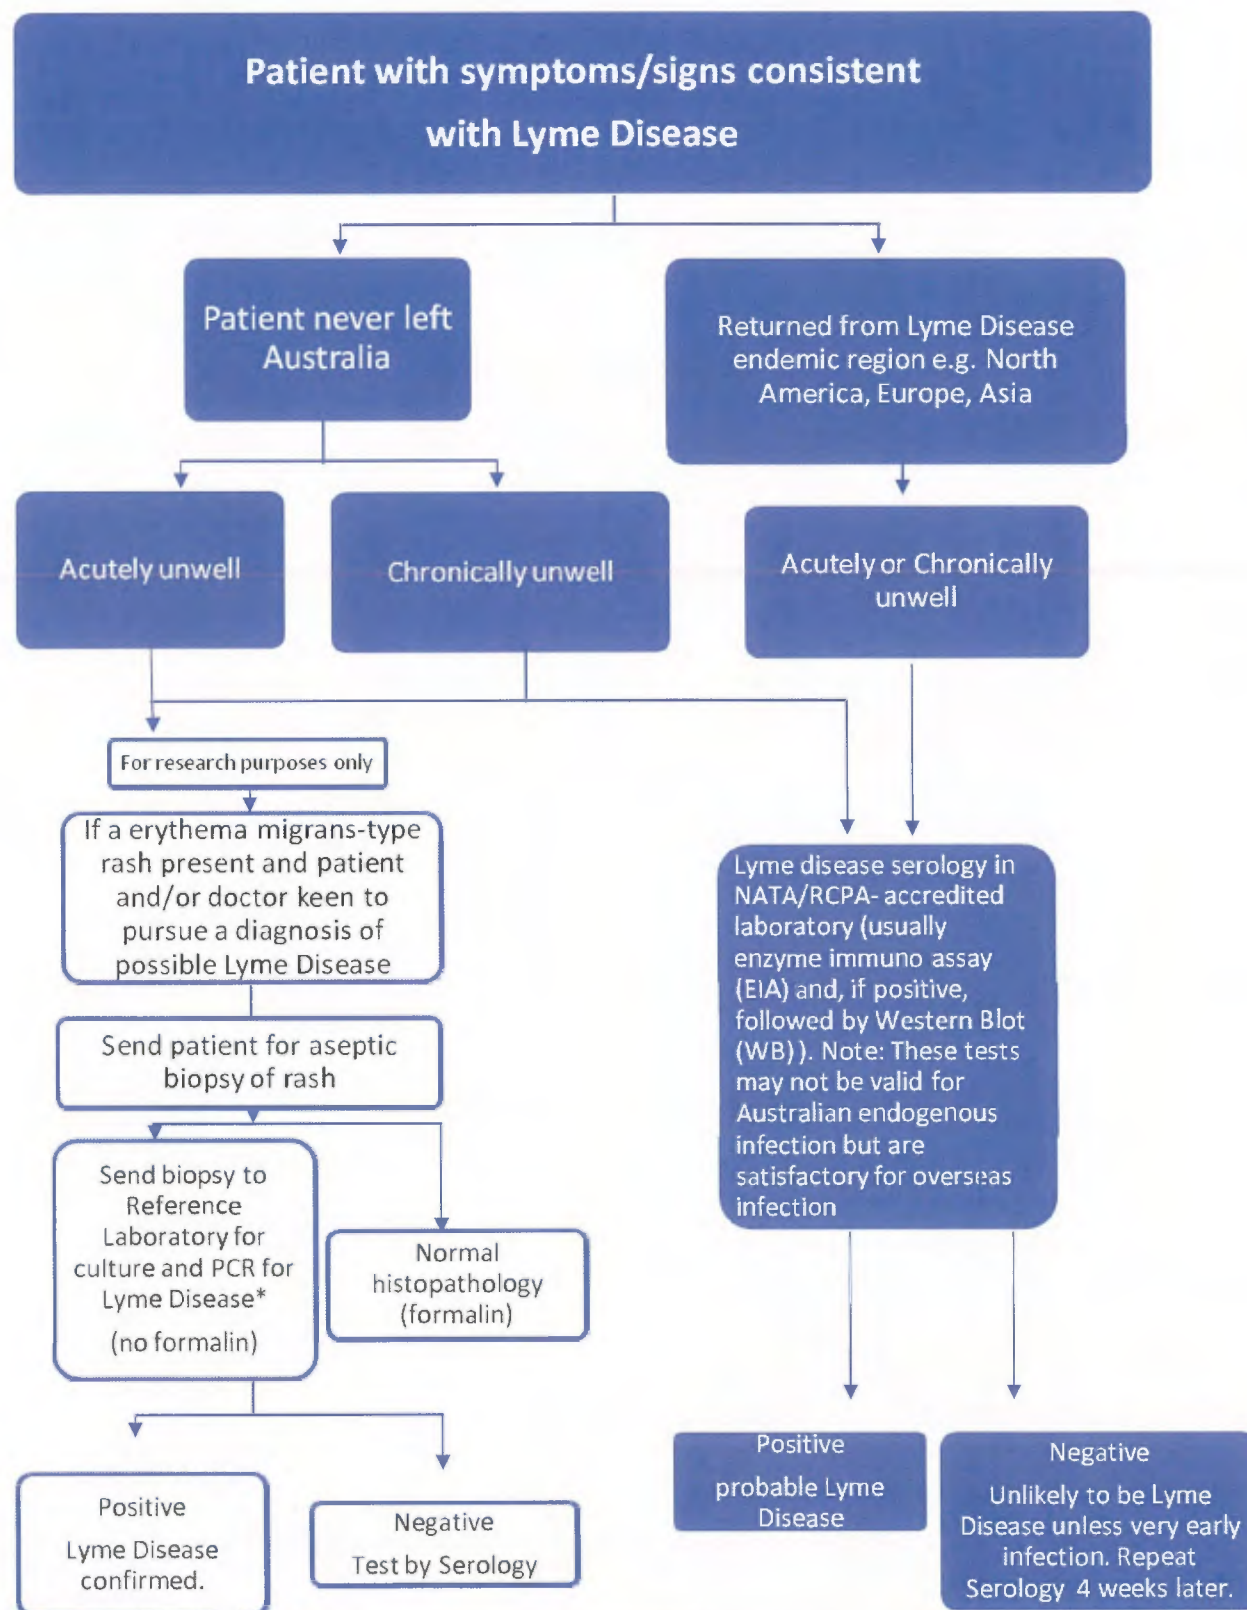 Patient with symptoms/signs consistent
with Lyme Disease
Patient never left
Australia
Returned from Lyme Disease
endemic region e.g. North
America, Europe, Asia
Acutely unwell
Chronically unwell
Acutely or Chronically
unwell
For research purposes only
If a erythema migrans-type
rash present and patient
and/or doctor keen to
pursue a diagnosis of
possible Lyme Disease
Send patient for aseptic
biopsy of rash
Send biopsy to
Reference
Laboratory for
culture and PCR for
Lyme Disease*
(no formalin)
Normal
histopathology
(formalin)
Lyme disease serology in
NATA/RCPA- accredited
laboratory (usually
enzyme immuno assay
(EIA) and, if positive,
followed by Western Blot
(WB) ). Note: These tests
may not be valid for
Australian endogenous
infection but are
satisfactory for overseas
infection
Positive
Lyme Disease
confirmed.
Negative
Test by Serology
Positive
probable Lyme
Disease
Negative
Unlikely to be Lyme
Disease unless very early
infection. Repeat
Serology 4 weeks later.